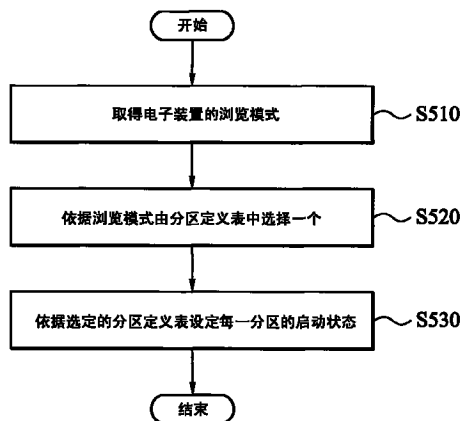 开始
取得电子装置的浏览模式
S510
依据浏览模式由分区定义表中选择一个
S520
依据选定的分区定义表设定每一分区的启动状态
S530
结束